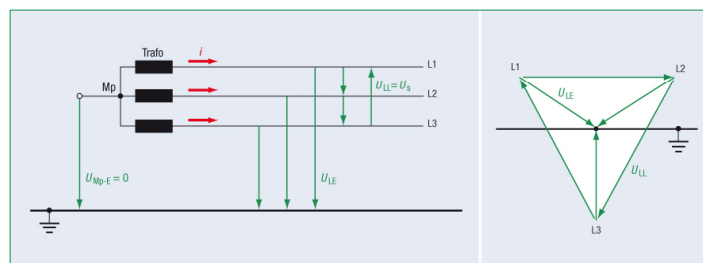 Trafo
i
L1
Mp
U_LL = U_s
L2
L3
U_Mp-E = 0
U_LE
L1
L2
U_LE
U_LL
L3